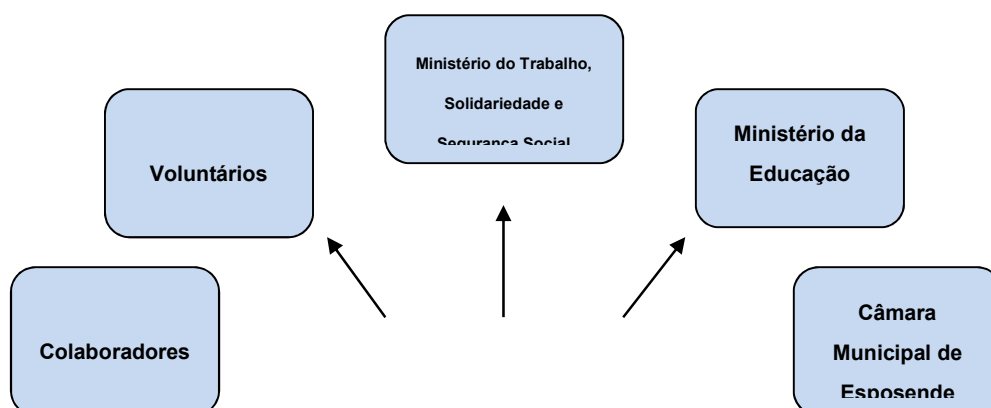 Ministério do Trabalho,
Solidariedade e
Segurança Social
Voluntários
Ministério da
Educação
Colaboradores
Câmara
Municipal de
Esposende